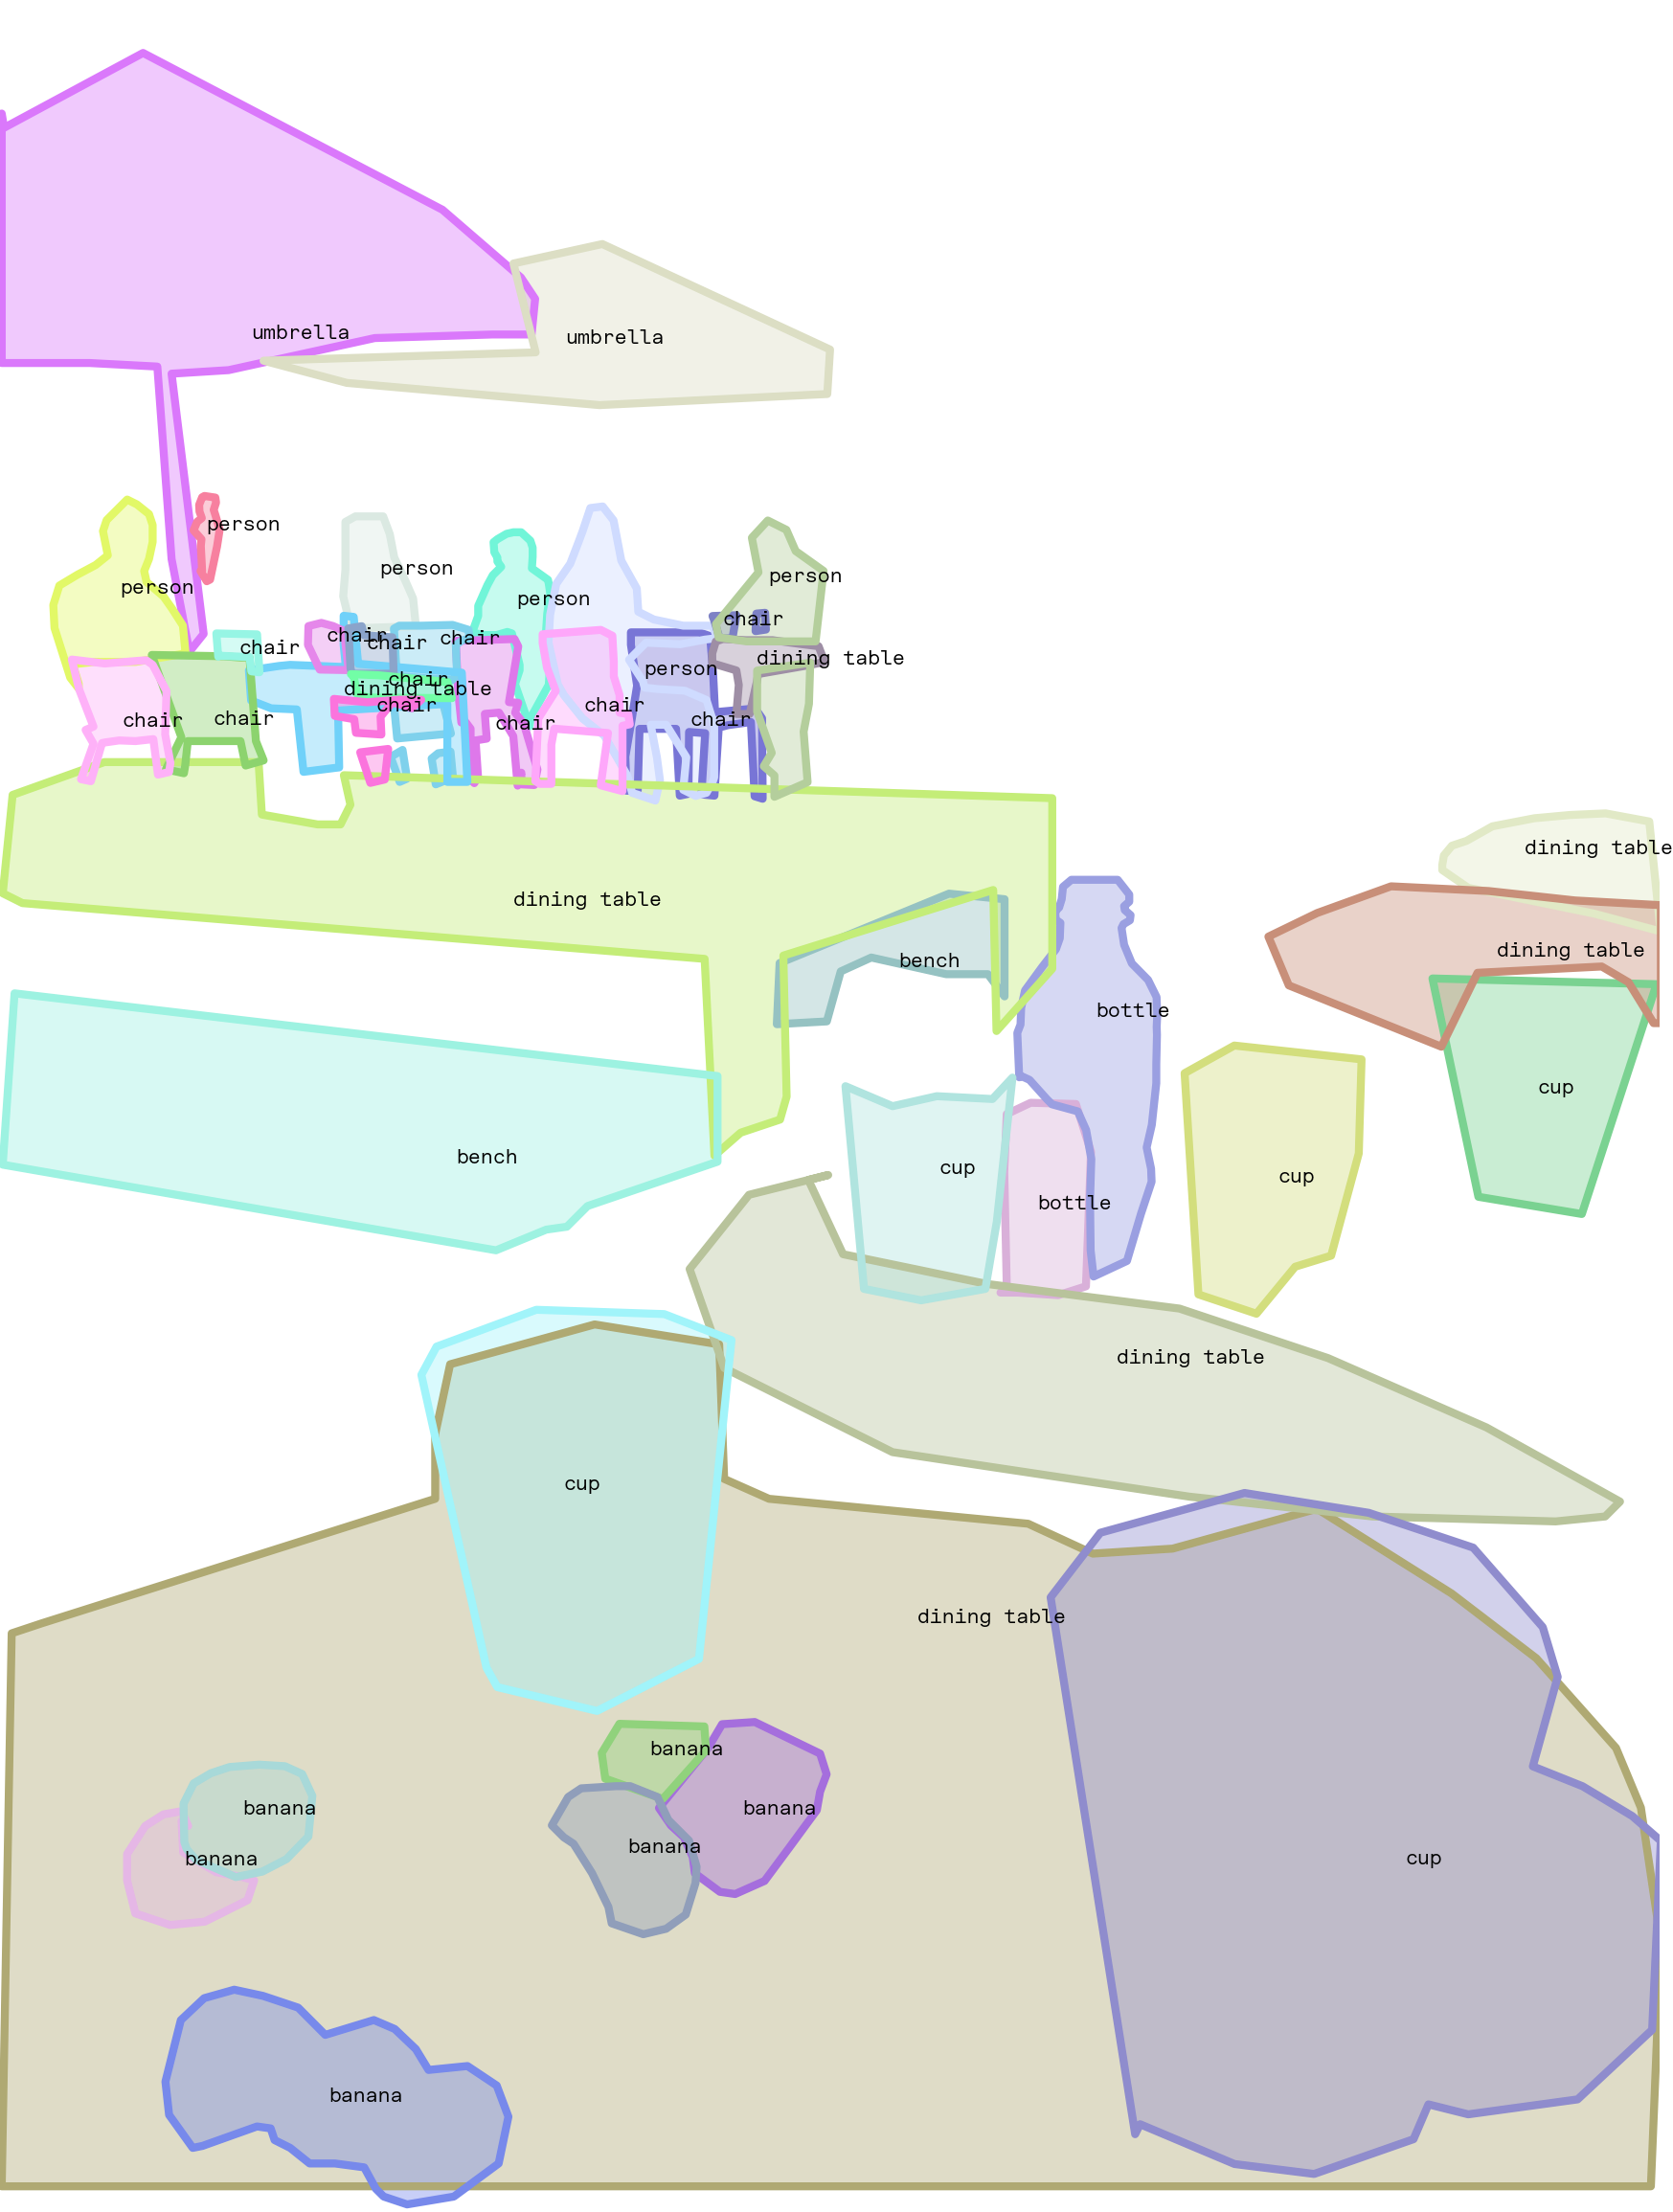 umbrella
umbrella
person
person
person
person
person
chair
chair
chair
chair
chair
dining table
person
chair
dining table
chair
chair
chair
chair
chair
chair
dining table
dining table
dining table
bench
bottle
cup
bench
cup
cup
bottle
dining table
cup
dining table
banana
banana
banana
banana
banana
cup
banana